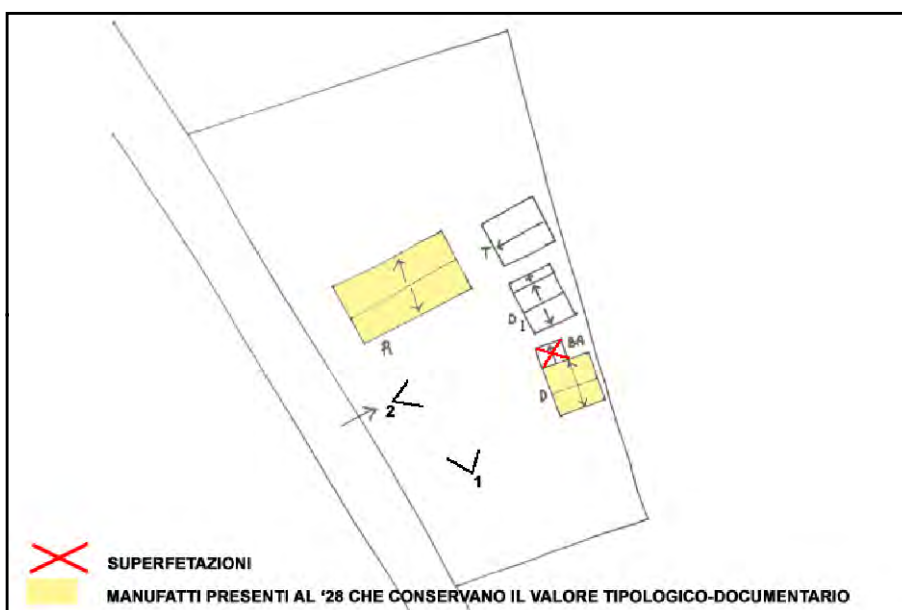 T
D I
BA
R
D
2
1
SUPERFETAZIONI
MANUFATTI PRESENTI AL '28 CHE CONSERVANO IL VALORE TIPOLOGICO-DOCUMENTARIO